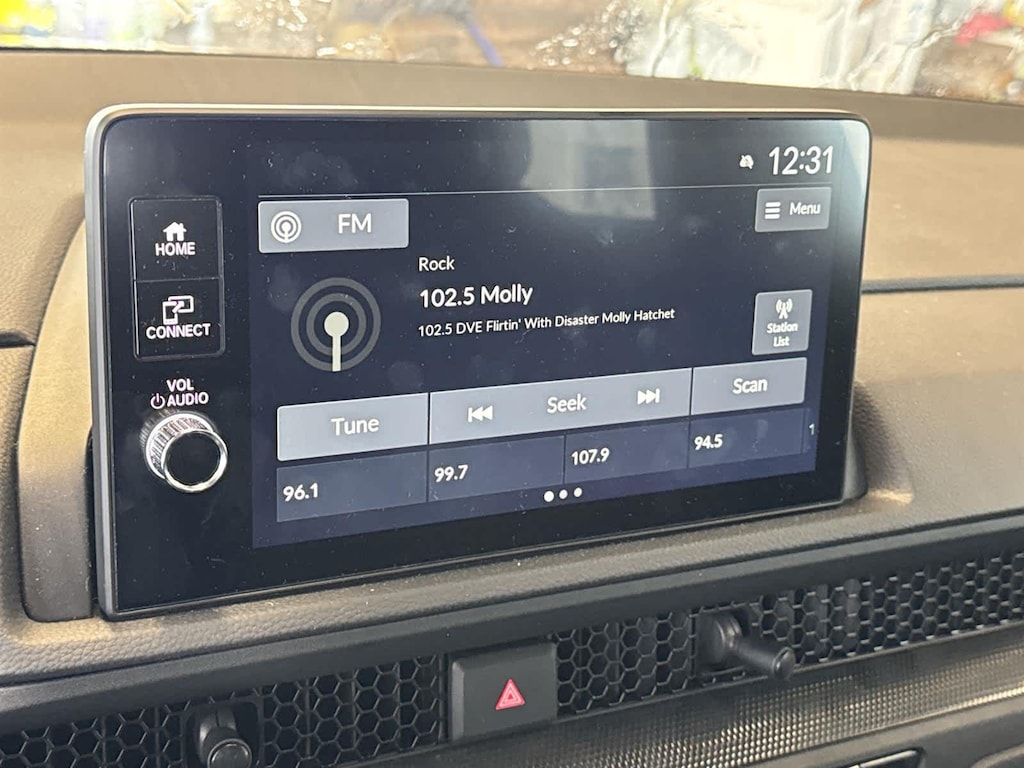 12:31
FM
Menu
HOME
Rock
102.5 Molly
102.5 DVE Flirtin' With Disaster Molly Hatchet
CONNECT
Station
List
VOL
AUDIO
Tune
Seek
Scan
96.1
99.7
107.9
94.5
1